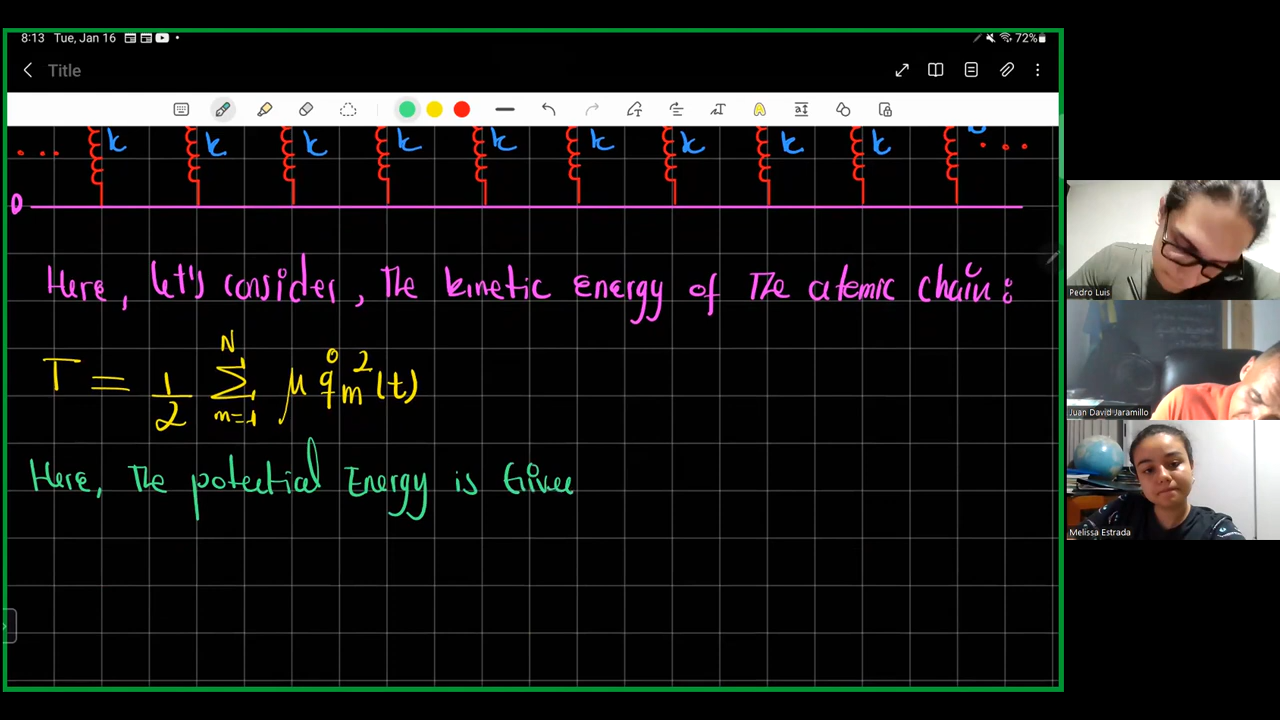 8:13 Tue, Jan 16
72%
Title
... k k k k k k k k k ...
0
Here, let's consider, The kinetic Energy of The atomic chain:
T = 1/2 Σ_{m=1}^{N} μ q̇_m^2(t)
Here, The potential Energy is Given
Pedro Luis
Juan David Jaramillo
Melissa Estrada